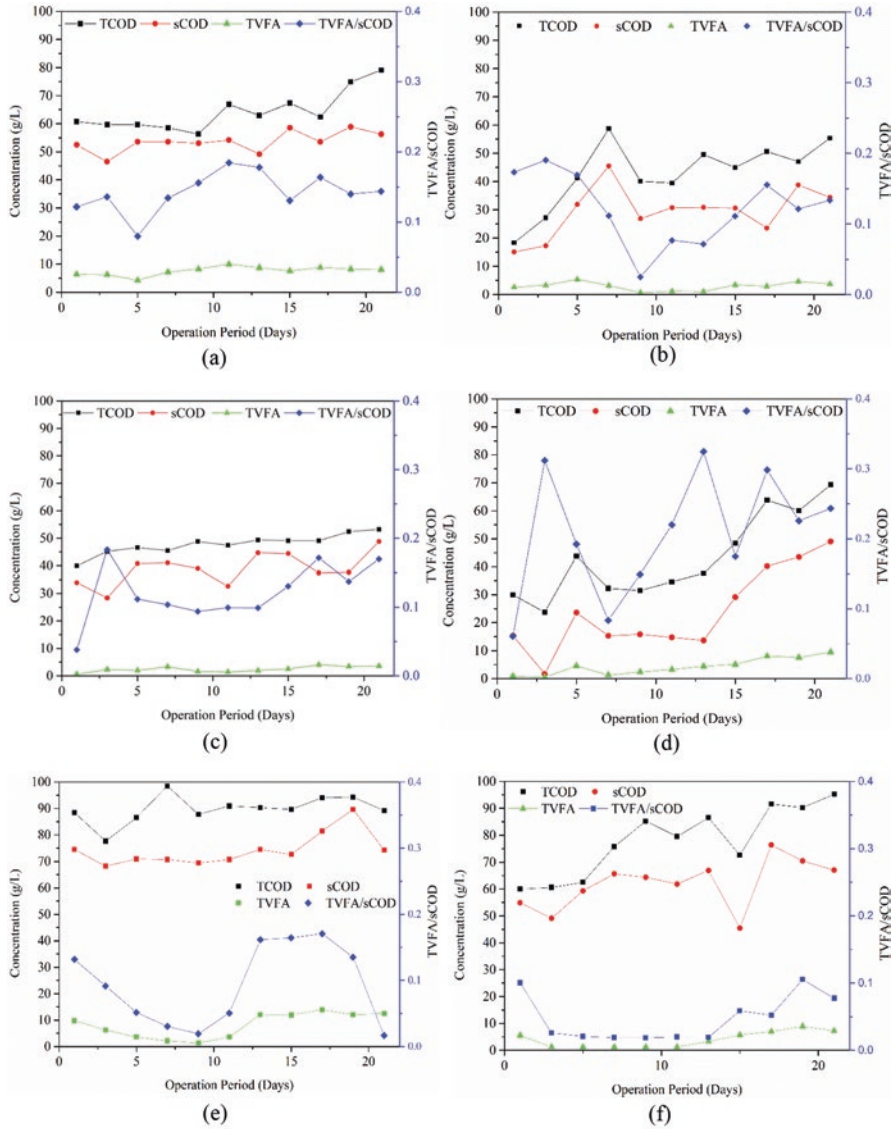 TCOD sCOD TVFA TVFA/sCOD
100
90
80
70
60
50
40
30
20
10
0
0.4
0.3
0.2
0.1
0.0
Concentration (g/L)
TVFA/sCOD
0 5 10 15 20
Operation Period (Days)
(a)
TCOD sCOD
TVFA TVFA/sCOD
100
90
80
70
60
50
40
30
20
10
0
0.4
0.3
0.2
0.1
0.0
Concentration (g/L)
TVFA/sCOD
0 5 10 15 20
Operation Period (Days)
(b)
TCOD sCOD TVFA TVFA/sCOD
100
90
80
70
60
50
40
30
20
10
0
0.4
0.3
0.2
0.1
0.0
Concentration (g/L)
TVFA/sCOD
0 5 10 15 20
Operation Period (Days)
(c)
TCOD sCOD TVFA TVFA/sCOD
100
90
80
70
60
50
40
30
20
10
0
0.4
0.3
0.2
0.1
0.0
Concentration (g/L)
TVFA/sCOD
0 5 10 15 20
Operation Period (Days)
(d)
100
90
80
70
60
50
40
30
20
10
0
0.4
0.3
0.2
0.1
0.0
Concentration (g/L)
TVFA/sCOD
TCOD sCOD
TVFA TVFA/sCOD
0 5 10 15 20
Operation Period (Days)
(e)
TCOD sCOD
TVFA TVFA/sCOD
100
90
80
70
60
50
40
30
20
10
0
0.4
0.3
0.2
0.1
0.0
Concentration (g/L)
TVFA/sCOD
0 5 10 15 20
Operation Period (Days)
(f)